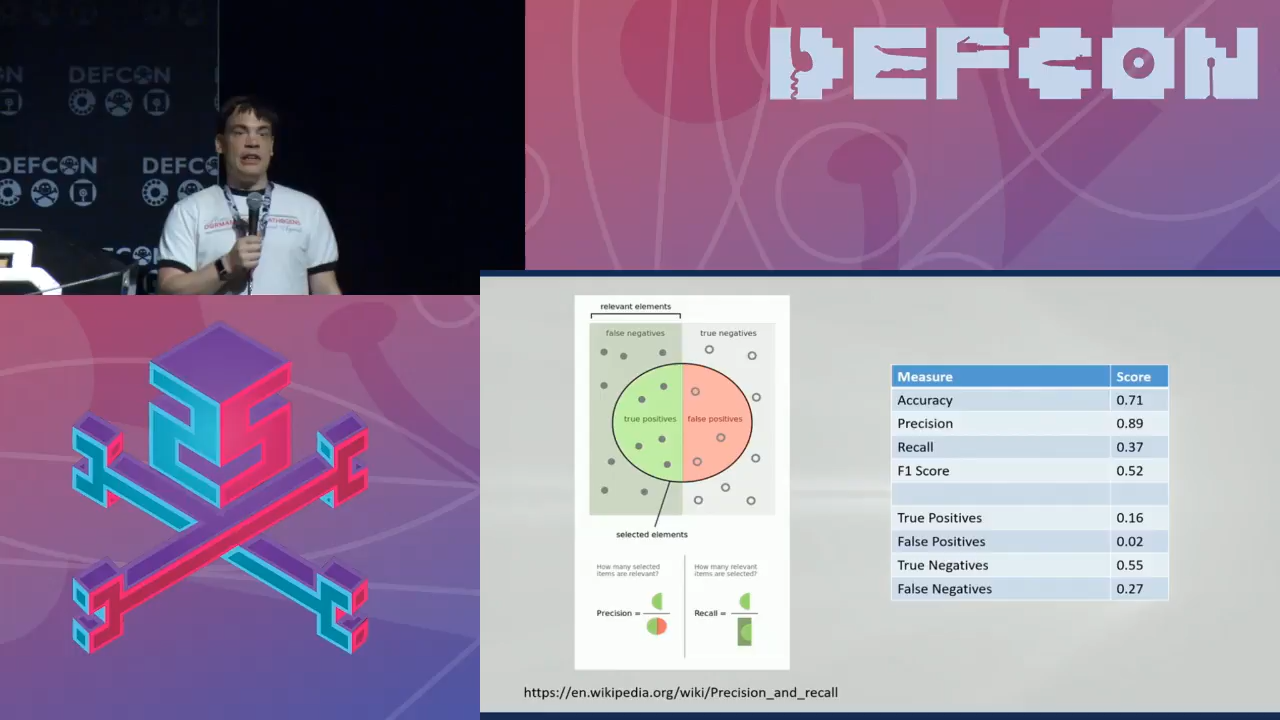 DEFCON
DEFCON
DEFCON
DEFCON
relevant elements
false negatives
true negatives
true positives
false positives
selected elements
How many selected
items are relevant?
How many relevant
items are selected?
Precision =
Recall =
Measure Score
Accuracy 0.71
Precision 0.89
Recall 0.37
F1 Score 0.52
True Positives 0.16
False Positives 0.02
True Negatives 0.55
False Negatives 0.27
https://en.wikipedia.org/wiki/Precision_and_recall